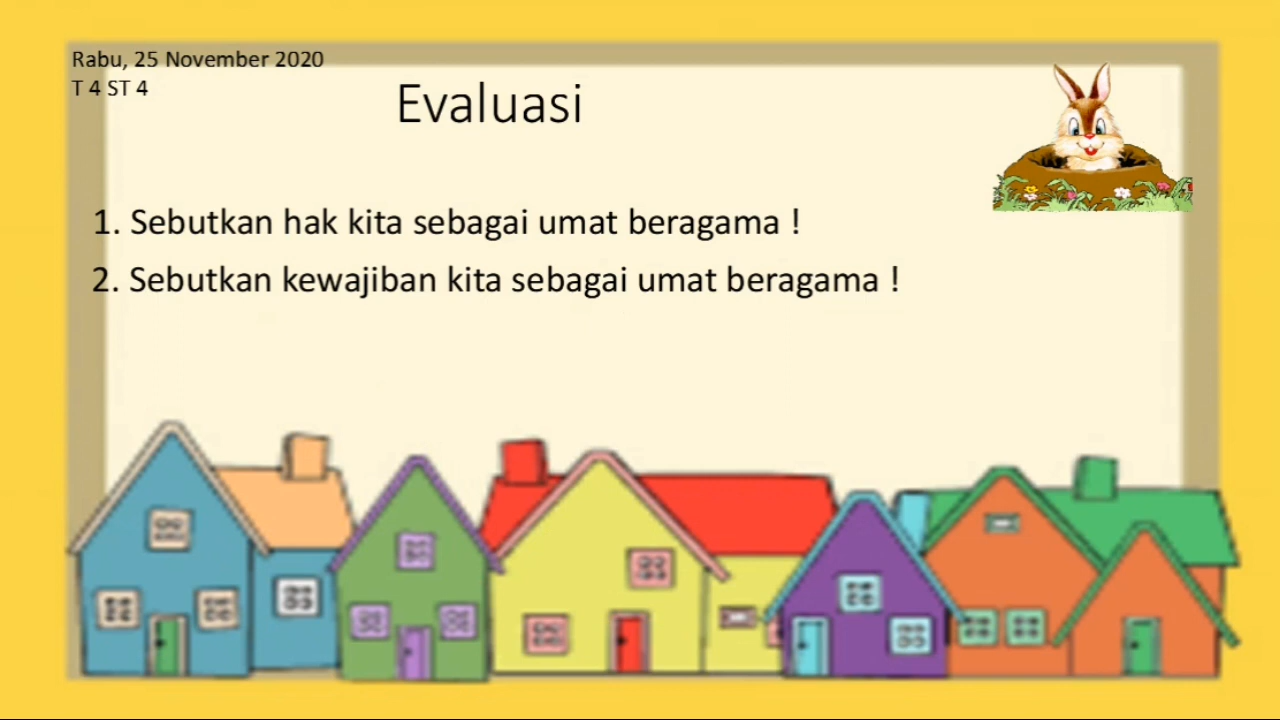 Rabu, 25 November 2020
T 4 ST 4
Evaluasi
1. Sebutkan hak kita sebagai umat beragama !
2. Sebutkan kewajiban kita sebagai umat beragama !